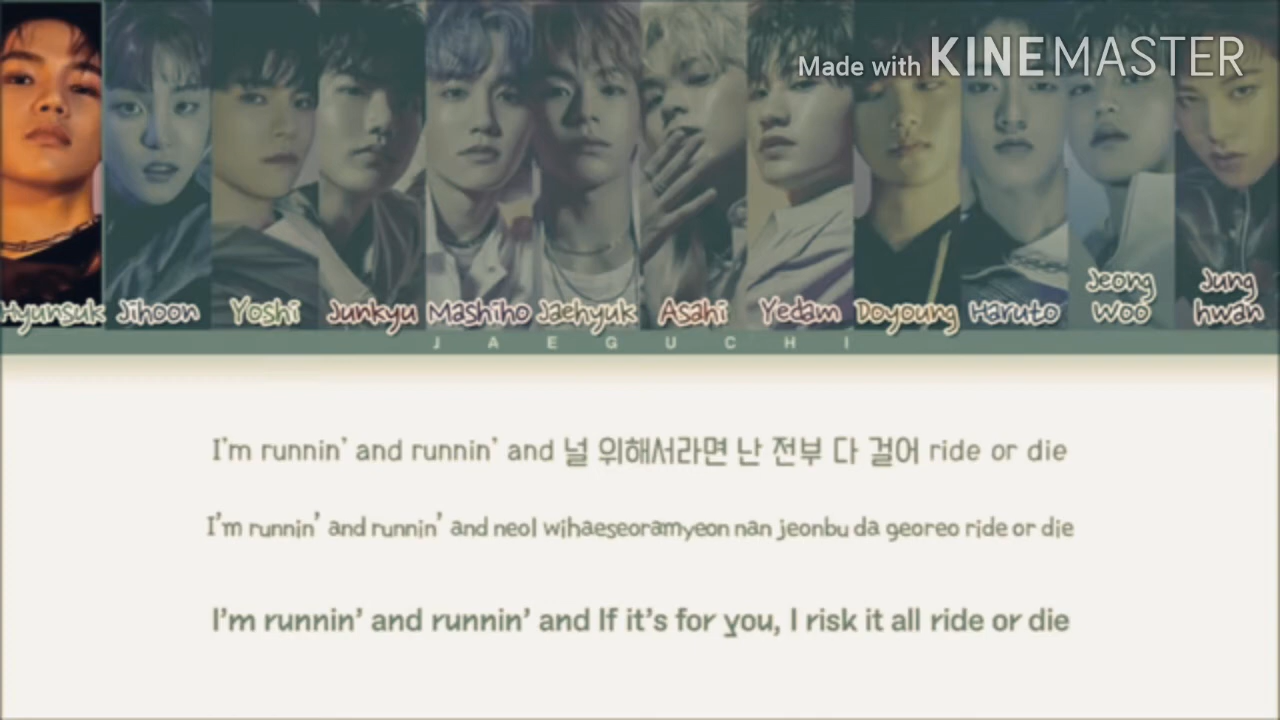 Made with KINEMASTER
Hyunsuk Jihoon Yoshi Junkyu Mashiho Jaehyuk Asahi Yedam Doyoung Haruto Jeong Woo Jung hwan
J A E G U C H I
I'm runnin' and runnin' and 널 위해서라면 난 전부 다 걸어 ride or die
I'm runnin' and runnin' and neol wihaeseoramyeon nan jeonbu da georeo ride or die
I'm runnin' and runnin' and If it's for you, I risk it all ride or die